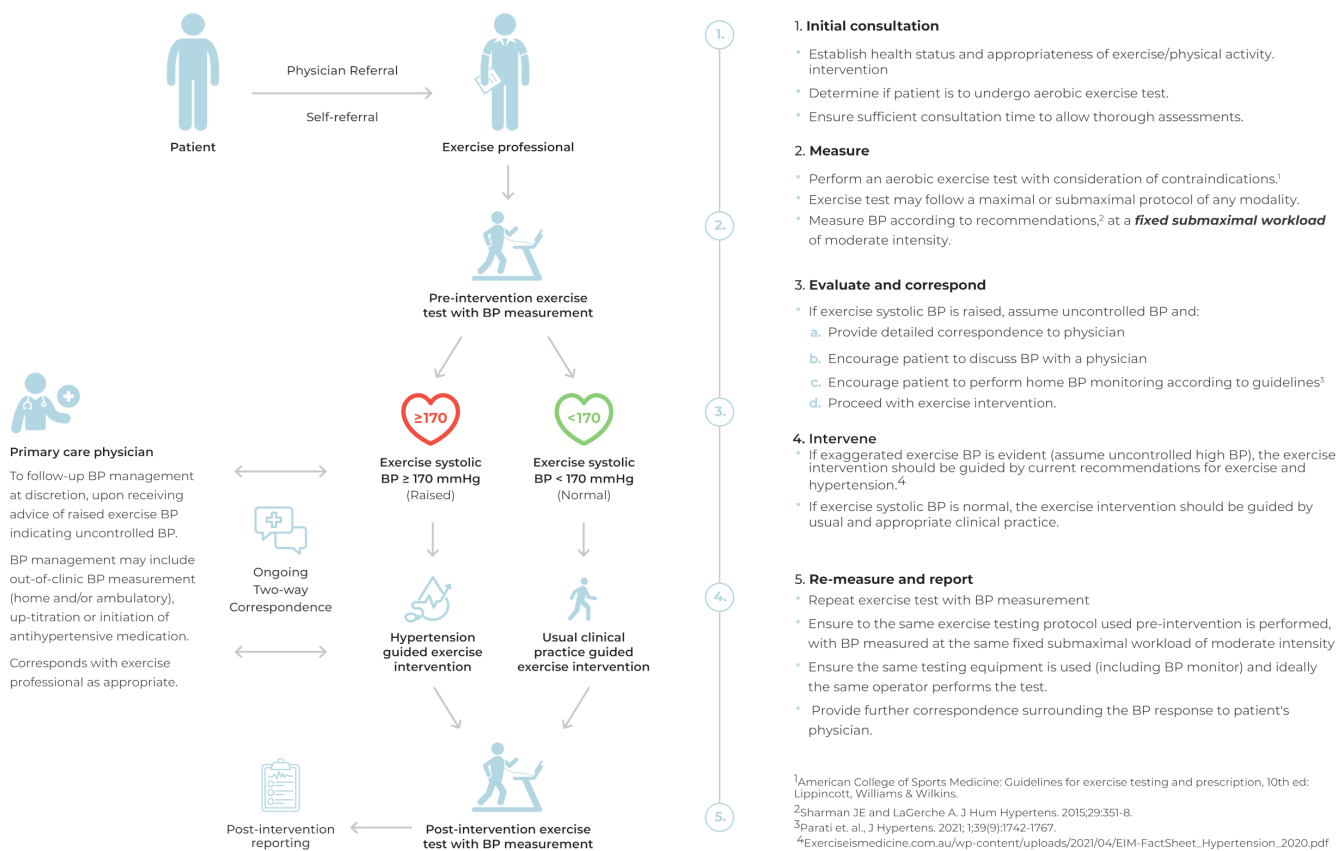 Physician Referral
Self-referral
Patient
Exercise professional
Pre-intervention exercise
test with BP measurement
≥170
<170
Exercise systolic
BP ≥ 170 mmHg
(Raised)
Exercise systolic
BP < 170 mmHg
(Normal)
Primary care physician
To follow-up BP management
at discretion, upon receiving
advice of raised exercise BP
indicating uncontrolled BP.
BP management may include
out-of-clinic BP measurement
(home and/or ambulatory),
up-titration or initiation of
antihypertensive medication.
Corresponds with exercise
professional as appropriate.
Ongoing
Two-way
Correspondence
Hypertension
guided exercise
intervention
Usual clinical
practice guided
exercise intervention
Post-intervention
reporting
Post-intervention exercise
test with BP measurement
1.
2.
3.
4.
5.
1. Initial consultation
• Establish health status and appropriateness of exercise/physical activity.
intervention
• Determine if patient is to undergo aerobic exercise test.
• Ensure sufficient consultation time to allow thorough assessments.
2. Measure
• Perform an aerobic exercise test with consideration of contraindications.¹
• Exercise test may follow a maximal or submaximal protocol of any modality.
• Measure BP according to recommendations,² at a fixed submaximal workload
of moderate intensity.
3. Evaluate and correspond
• If exercise systolic BP is raised, assume uncontrolled BP and:
a. Provide detailed correspondence to physician
b. Encourage patient to discuss BP with a physician
c. Encourage patient to perform home BP monitoring according to guidelines³
d. Proceed with exercise intervention.
4. Intervene
• If exaggerated exercise BP is evident (assume uncontrolled high BP), the exercise
intervention should be guided by current recommendations for exercise and
hypertension.⁴
• If exercise systolic BP is normal, the exercise intervention should be guided by
usual and appropriate clinical practice.
5. Re-measure and report
• Repeat exercise test with BP measurement
• Ensure to the same exercise testing protocol used pre-intervention is performed,
with BP measured at the same fixed submaximal workload of moderate intensity
• Ensure the same testing equipment is used (including BP monitor) and ideally
the same operator performs the test.
• Provide further correspondence surrounding the BP response to patient's
physician.
¹American College of Sports Medicine: Guidelines for exercise testing and prescription, 10th ed:
Lippincott, Williams & Wilkins.
²Sharman JE and LaGerche A. J Hum Hypertens. 2015;29:351-8.
³Parati et. al., J Hypertens. 2021; 1;39(9):1742-1767.
⁴Exerciseismedicine.com.au/wp-content/uploads/2021/04/EIM-FactSheet_Hypertension_2020.pdf